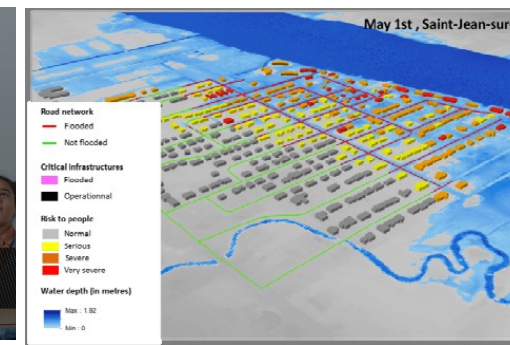 May 1st , Saint-Jean-sur
Road network
Flooded
Not flooded
Critical infrastructures
Flooded
Operationnal
Risk to people
Normal
Serious
Severe
Very severe
Water depth (in metres)
Max : 1.92
Min : 0